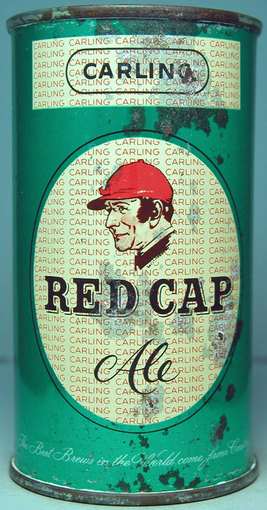 CARLING
RED CAP
Ale
The Best Brews in the World come from Carling